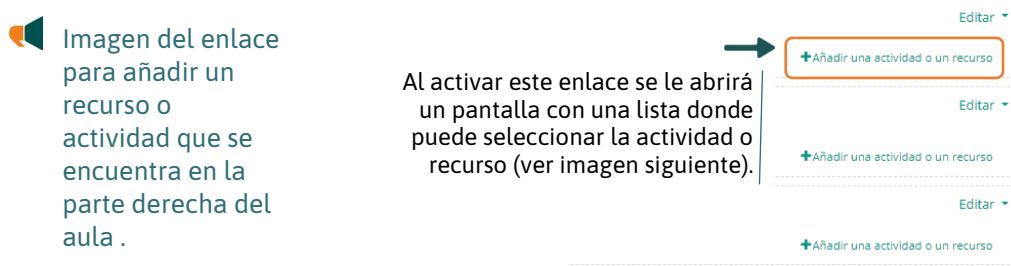 Imagen del enlace
para añadir un
recurso o
actividad que se
encuentra en la
parte derecha del
aula .
Al activar este enlace se le abrirá
un pantalla con una lista donde
puede seleccionar la actividad o
recurso (ver imagen siguiente).
Editar
+Añadir una actividad o un recurso
Editar
+Añadir una actividad o un recurso
Editar
+Añadir una actividad o un recurso